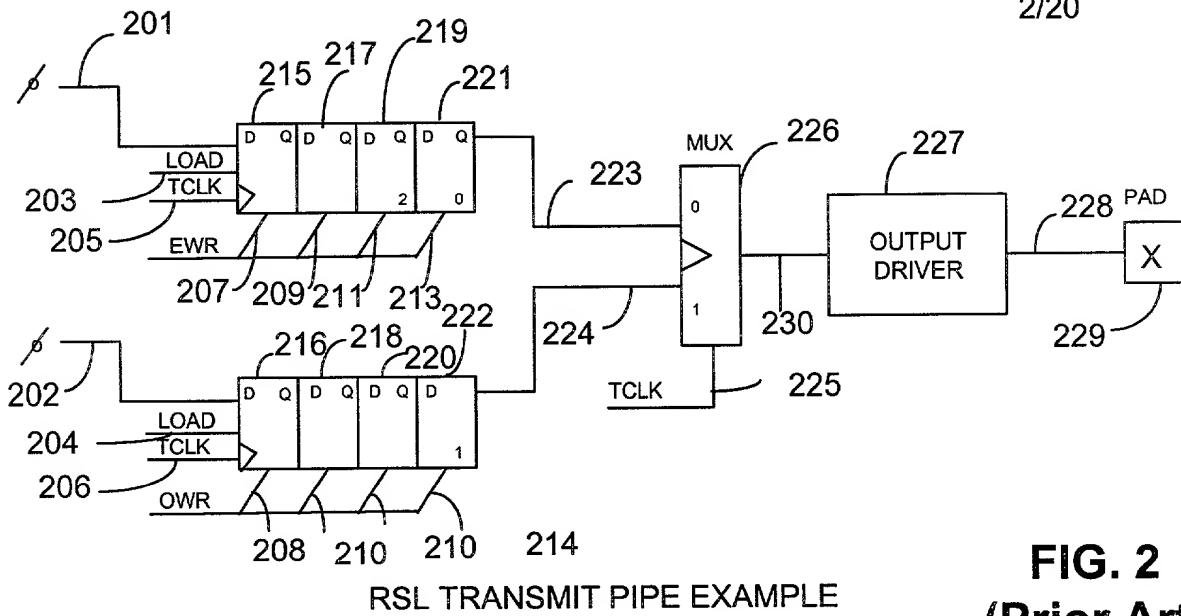 2/20
201
215 217 219 221
D Q D Q D Q D Q
LOAD
203
TCLK
205
2 0
EWR
207 209 211 213
223
MUX
226
0
1
227
OUTPUT
DRIVER
228
PAD
X
229
230
224
TCLK
225
202
216 218 220 222
D Q D Q D Q D
LOAD
204
TCLK
206
1
OWR
208 210 210 214
RSL TRANSMIT PIPE EXAMPLE
FIG. 2
(Prior Art